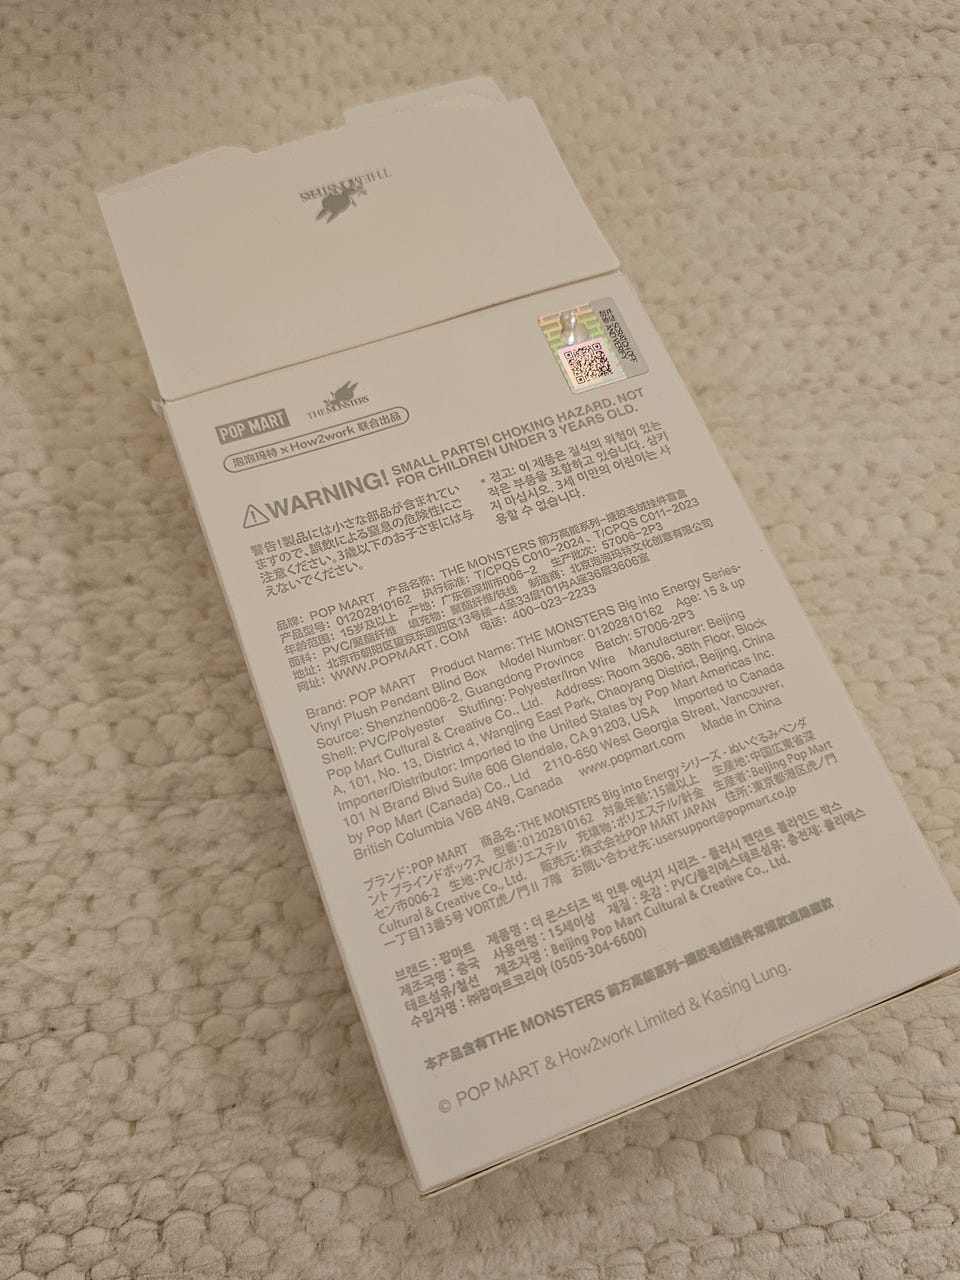 THE MONSTERS
刮开
验证
SCRATCH OFF
AND VERIFY
POP MART
THE MONSTERS
泡泡玛特 x How2work 联合出品
WARNING! SMALL PARTS! CHOKING HAZARD. NOT
FOR CHILDREN UNDER 3 YEARS OLD.
警告!製品には小さな部品が含まれてい
ますので、誤飲による窒息の危険性にご
注意ください。3歳以下のお子さまには与
えないでください。
* 경고: 이 제품은 질식의 위험이 있는
작은 부품을 포함하고 있습니다. 삼키
지 마십시오. 3세 미만의 어린이는 사
용할 수 없습니다.
品牌: POP MART 产品名称: THE MONSTERS 前方高能系列-搪胶毛绒挂件盲盒
产品型号: 01202810162 执行标准: T/CPQS C010-2024、T/CPQS C011-2023
年龄范围: 15岁及以上 产地: 广东省深圳市006-2 生产批次: 57006-2P3
面料: PVC/聚酯纤维 填充物: 聚酯纤维/铁线 制造商: 北京泡泡玛特文化创意有限公司
地址: 北京市朝阳区望京东园四区13号楼-4至33层101内A座36层3606室
网址: WWW.POPMART.COM 电话: 400-023-2233
Brand: POP MART Product Name: THE MONSTERS Big into Energy Series-
Vinyl Plush Pendant Blind Box Model Number: 01202810162 Age: 15 & up
Source: Shenzhen006-2, Guangdong Province Batch: 57006-2P3
Shell: PVC/Polyester Stuffing: Polyester/Iron Wire Manufacturer: Beijing
Pop Mart Cultural & Creative Co., Ltd. Address: Room 3606, 36th Floor, Block
A, 101, No. 13, District 4, Wangjing East Park, Chaoyang District, Beijing, China
Importer/Distributor: Imported to the United States by Pop Mart Americas Inc.
101 N Brand Blvd Suite 606 Glendale, CA 91203, USA Imported to Canada
by Pop Mart (Canada) Co., Ltd 2110-650 West Georgia Street, Vancouver,
British Columbia V6B 4N9, Canada www.popmart.com Made in China
ブランド:POP MART 商品名:THE MONSTERS Big into Energy シリーズ - ぬいぐるみペンダ
ント ブラインドボックス 型番:01202810162 対象年齢:15歳以上 生産地:中国広東省深
セン市006-2 生地:PVC/ポリエステル 充填物:ポリエステル/針金 生産者:Beijing Pop Mart
Cultural & Creative Co., Ltd. 販売元:株式会社POP MART JAPAN 住所:東京都港区虎ノ門
一丁目13番5号 VORT虎ノ門 II 7階 お問い合わせ先:usersupport@popmart.co.jp
브랜드 : 팝마트 제품명 : 더 몬스터즈 빅 인투 에너지 시리즈 - 플러시 펜던트 블라인드 박스
제조국명 : 중국 사용연령 : 15세이상 재질 : 옷감 : PVC/폴리에스테르섬유; 충전재: 폴리에스
테르섬유/철선 제조자명 : Beijing Pop Mart Cultural & Creative Co., Ltd.
수입자명 : ㈜팝마트코리아 (0505-304-6600)
本产品含有THE MONSTERS 前方高能系列-搪胶毛绒挂件常规款或隐藏款
© POP MART & How2work Limited & Kasing Lung.